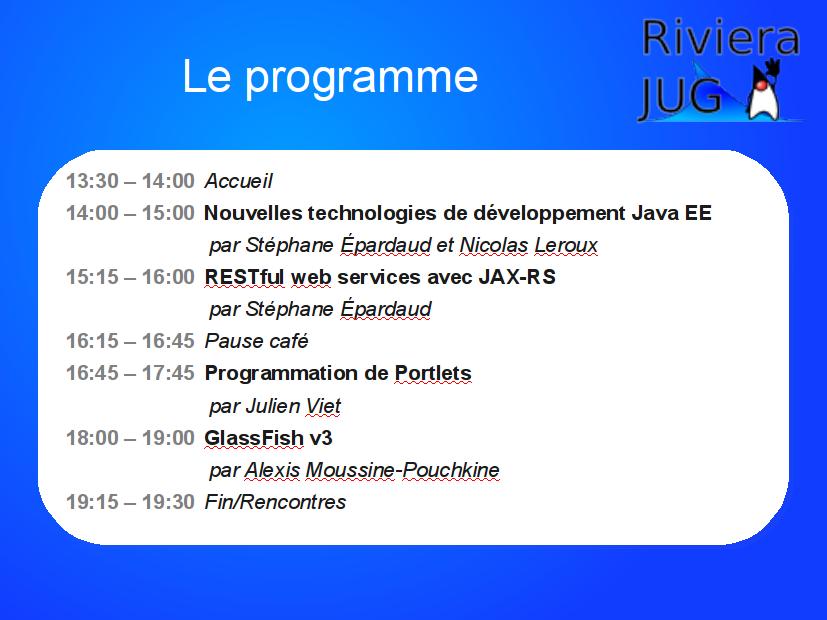 Riviera
JUG
Le programme
13:30 – 14:00 Accueil
14:00 – 15:00 Nouvelles technologies de développement Java EE
par Stéphane Épardaud et Nicolas Leroux
15:15 – 16:00 RESTful web services avec JAX-RS
par Stéphane Épardaud
16:15 – 16:45 Pause café
16:45 – 17:45 Programmation de Portlets
par Julien Viet
18:00 – 19:00 GlassFish v3
par Alexis Moussine-Pouchkine
19:15 – 19:30 Fin/Rencontres